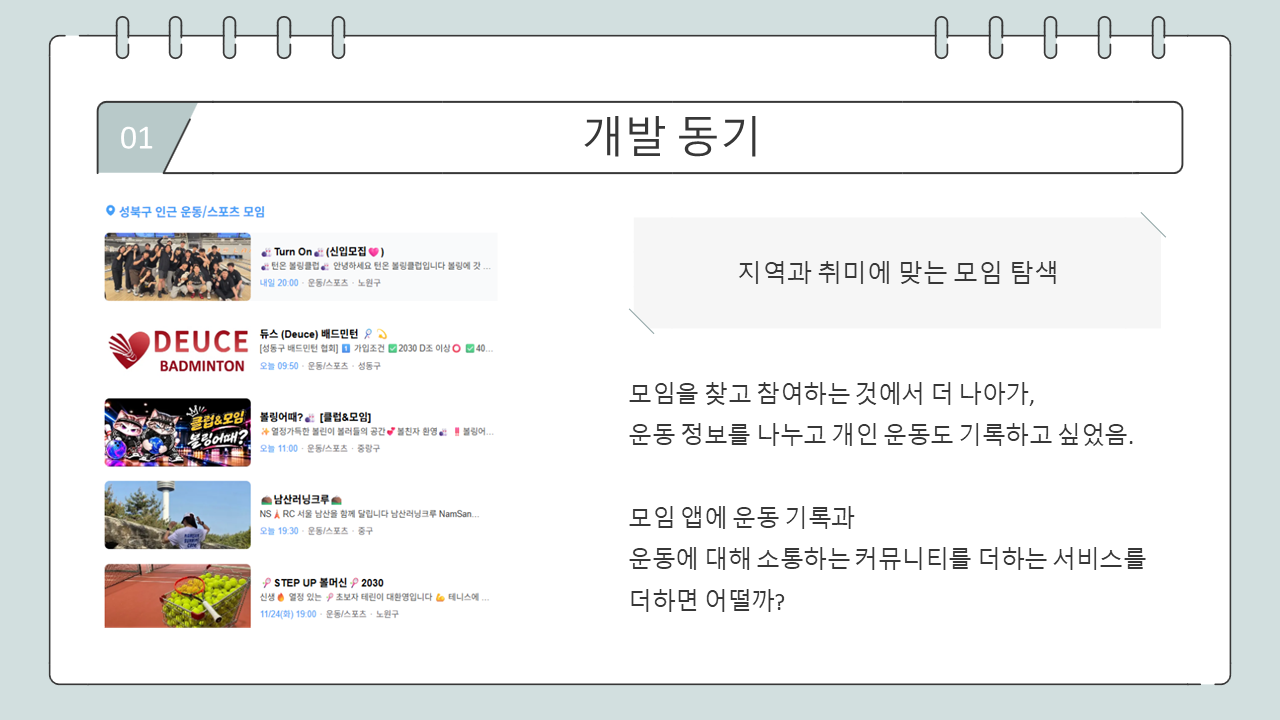 01
개발 동기
성북구 인근 운동/스포츠 모임
🎳Turn On🎳(신입모집💗)
🎳턴온 볼링클럽🎳 안녕하세요 턴온 볼링클럽입니다 볼링에 갓 ...
내일 20:00 · 운동/스포츠 · 노원구
DEUCE
BADMINTON
듀스 (Deuce) 배드민턴 🏸 💫
[성동구 배드민턴 협회] 1️⃣ 가입조건 ✅2030 D조 이상⭕ ✅40...
오늘 09:50 · 운동/스포츠 · 성동구
클럽&모임
볼링어때?
볼링어때?🎳 [클럽&모임]
✨열정가득한 볼린이 볼러들의 공간💕볼친자 환영🎳 ‼️볼링어...
오늘 11:00 · 운동/스포츠 · 중랑구
남산러닝크루
NS🗼RC 서울 남산을 함께 달립니다 남산러닝크루 NamSan...
오늘 19:30 · 운동/스포츠 · 중구
STEP UP 볼머신 2030
신생🔥 열정 있는 초보자 테린이 대환영입니다 💪 테니스에 ...
11/24(화) 19:00 · 운동/스포츠 · 노원구
지역과 취미에 맞는 모임 탐색
모임을 찾고 참여하는 것에서 더 나아가,
운동 정보를 나누고 개인 운동도 기록하고 싶었음.
모임 앱에 운동 기록과
운동에 대해 소통하는 커뮤니티를 더하는 서비스를
더하면 어떨까?